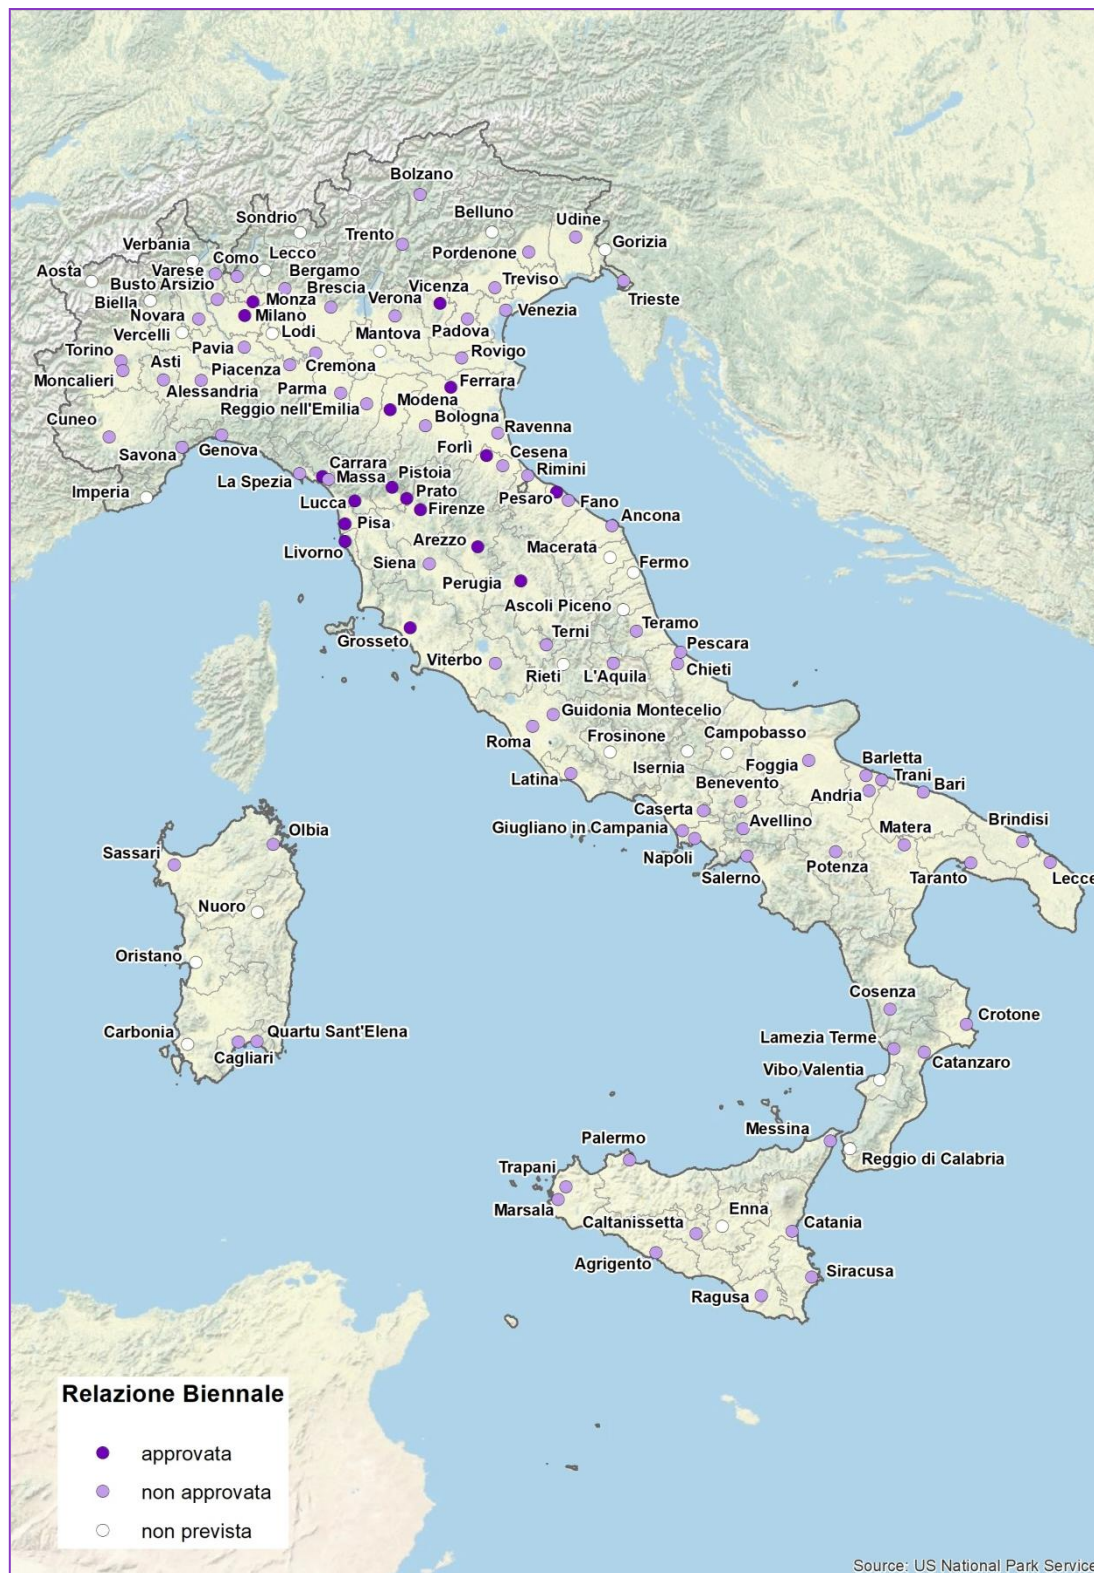 Bolzano
Sondrio
Belluno
Udine
Verbania
Como
Lecco
Trento
Pordenone
Gorizia
Aosta
Varese
Bergamo
Busto Arsizio
Brescia
Vicenza
Treviso
Trieste
Biella
Monza
Verona
Novara
Milano
Venezia
Vercelli
Lodi
Mantova
Padova
Torino
Asti
Pavia
Piacenza
Cremona
Rovigo
Moncalieri
Alessandria
Parma
Ferrara
Modena
Cuneo
Reggio nell'Emilia
Bologna
Ravenna
Savona
Genova
Forlì
Cesena
La Spezia
Carrara
Pistoia
Rimini
Imperia
Massa
Prato
Pesaro
Fano
Lucca
Firenze
Ancona
Pisa
Arezzo
Macerata
Livorno
Siena
Fermo
Perugia
Ascoli Piceno
Grosseto
Terni
Teramo
Pescara
Viterbo
Rieti
L'Aquila
Chieti
Guidonia Montecelio
Roma
Frosinone
Campobasso
Latina
Isernia
Foggia
Barletta
Benevento
Trani
Andria
Bari
Caserta
Giugliano in Campania
Avellino
Matera
Brindisi
Olbia
Sassari
Napoli
Salerno
Potenza
Taranto
Lecce
Nuoro
Oristano
Cosenza
Crotone
Carbonia
Quartu Sant'Elena
Lamezia Terme
Cagliari
Catanzaro
Vibo Valentia
Messina
Palermo
Reggio di Calabria
Trapani
Marsala
Enna
Caltanissetta
Catania
Agrigento
Siracusa
Ragusa
Relazione Biennale
approvata
non approvata
non prevista
Source: US National Park Service